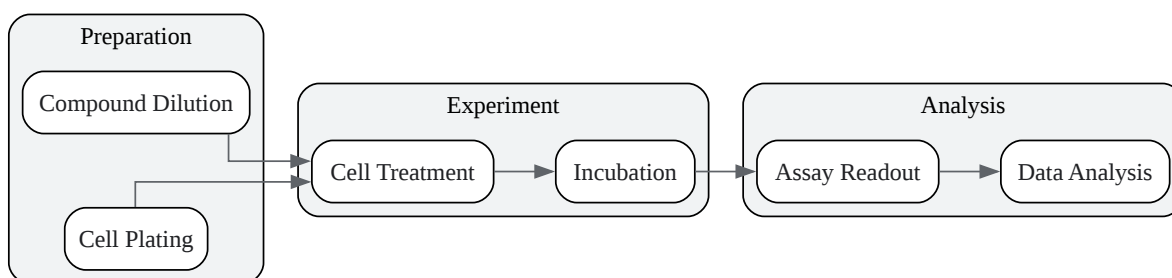 Preparation
Compound Dilution
Cell Plating
Experiment
Cell Treatment
Incubation
Analysis
Assay Readout
Data Analysis